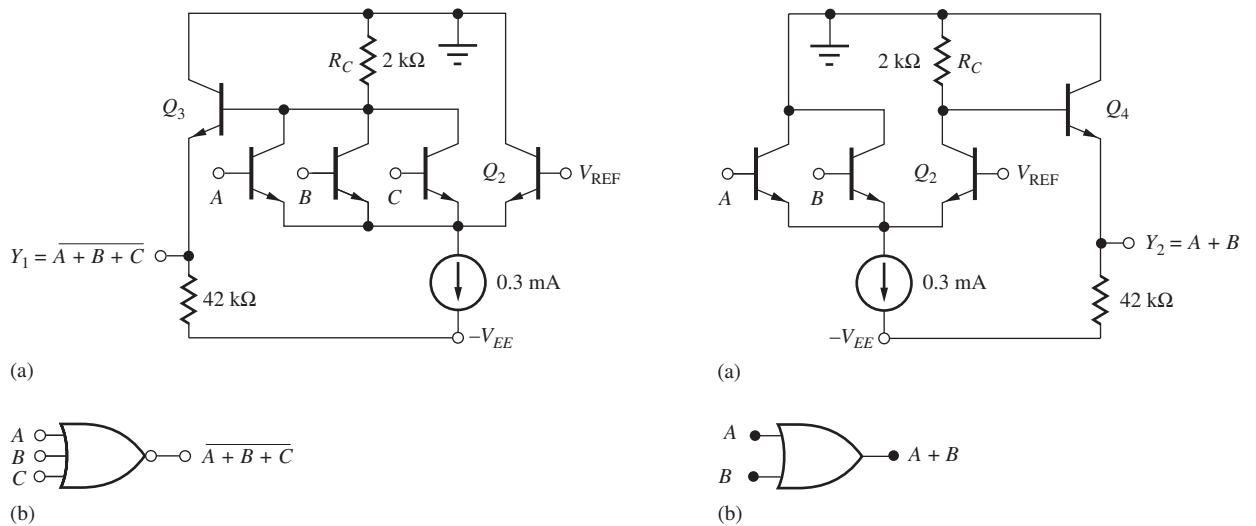 R_C 2 kΩ
Q_3
A
B
C
Q_2
V_REF
Y_1 = \overline{A + B + C}
0.3 mA
42 kΩ
−V_EE
(a)
A
B
C
\overline{A + B + C}
(b)
2 kΩ R_C
Q_4
A
B
Q_2
V_REF
Y_2 = A + B
0.3 mA
42 kΩ
−V_EE
(a)
A
B
A + B
(b)